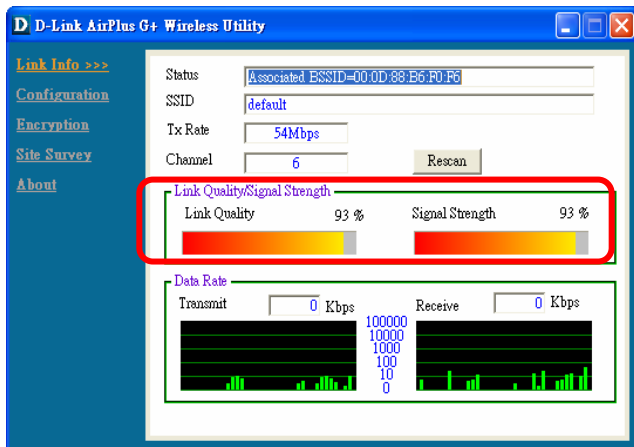 D D-Link AirPlus G+ Wireless Utility
Link Info >>>
Configuration
Encryption
Site Survey
About
Status Associated BSSID=00:0D:88:B6:F0:F6
SSID default
Tx Rate 54Mbps
Channel 6 Rescan
Link Quality/Signal Strength
Link Quality 93 % Signal Strength 93 %
Data Rate
Transmit 0 Kbps Receive 0 Kbps
100000
10000
1000
100
10
0